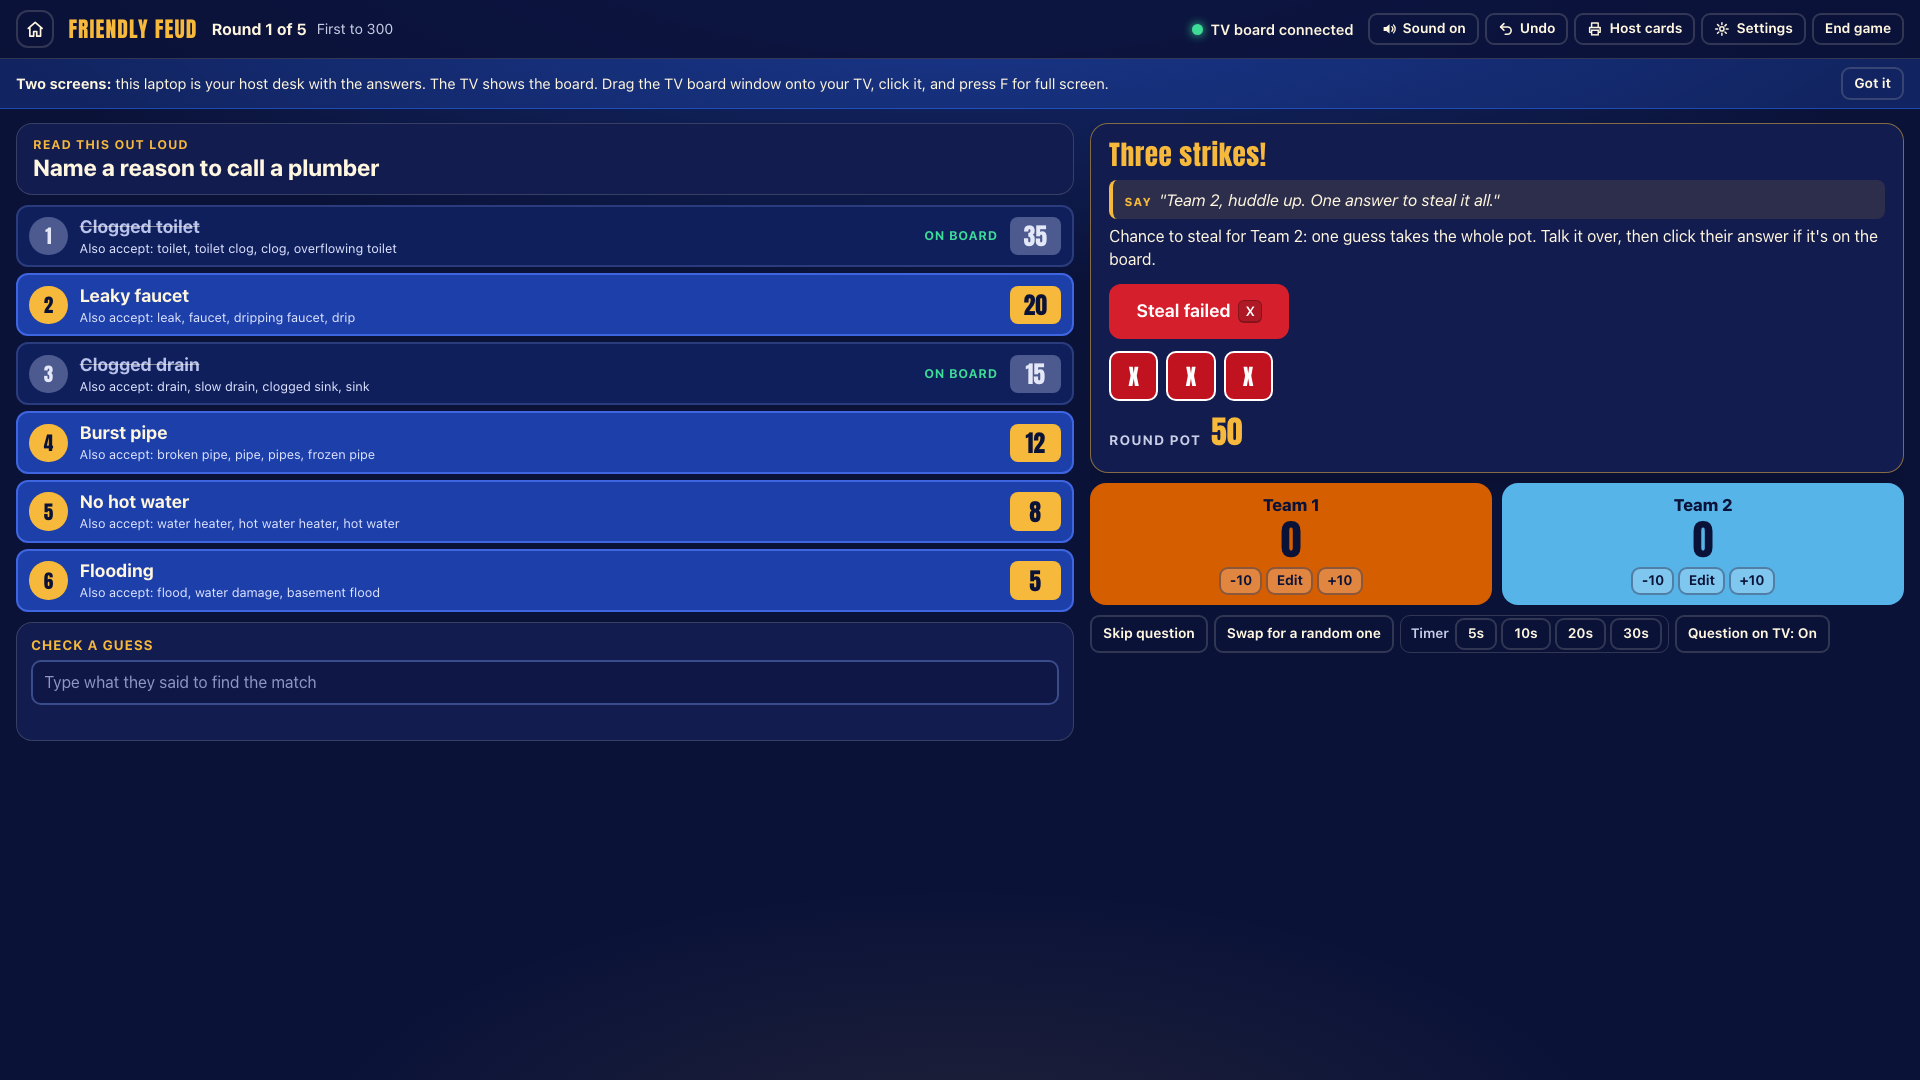 FRIENDLY FEUD Round 1 of 5 First to 300
TV board connected Sound on Undo Host cards Settings End game
Two screens: this laptop is your host desk with the answers. The TV shows the board. Drag the TV board window onto your TV, click it, and press F for full screen.
Got it
READ THIS OUT LOUD
Name a reason to call a plumber
1 Clogged toilet ON BOARD 35
Also accept: toilet, toilet clog, clog, overflowing toilet
2 Leaky faucet 20
Also accept: leak, faucet, dripping faucet, drip
3 Clogged drain ON BOARD 15
Also accept: drain, slow drain, clogged sink, sink
4 Burst pipe 12
Also accept: broken pipe, pipe, pipes, frozen pipe
5 No hot water 8
Also accept: water heater, hot water heater, hot water
6 Flooding 5
Also accept: flood, water damage, basement flood
CHECK A GUESS
Type what they said to find the match
Three strikes!
SAY "Team 2, huddle up. One answer to steal it all."
Chance to steal for Team 2: one guess takes the whole pot. Talk it over, then click their answer if it's on the
board.
Steal failed X
X X X
ROUND POT 50
Team 1
0
-10 Edit +10
Team 2
0
-10 Edit +10
Skip question Swap for a random one Timer 5s 10s 20s 30s Question on TV: On